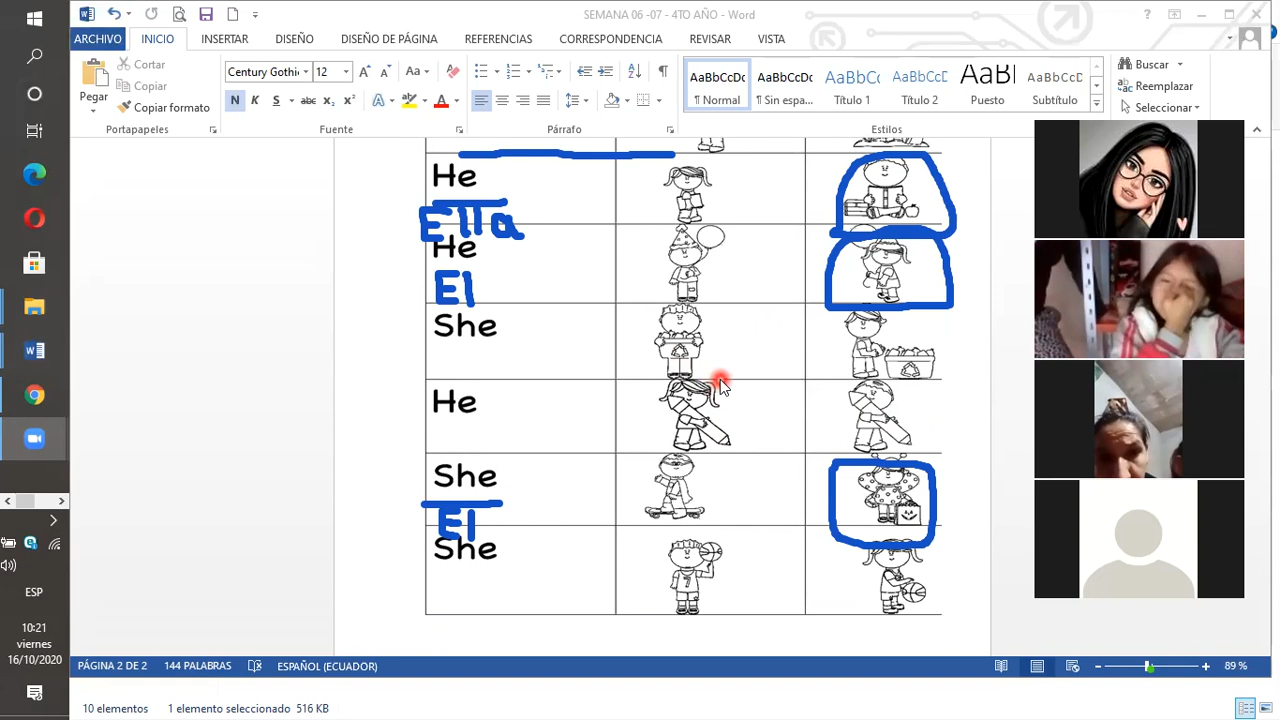 SEMANA 06 -07 - 4TO AÑO - Word
ARCHIVO INICIO INSERTAR DISEÑO DISEÑO DE PÁGINA REFERENCIAS CORRESPONDENCIA REVISAR VISTA
Pegar
Cortar
Copiar
Copiar formato
Portapapeles
Century Gothi 12
N K S abc x₂ x²
Fuente
Párrafo
AaBbCcDc AaBbCcDc AaBbCc AaBbCcD AaBl AaBbCcD
¶ Normal ¶ Sin espa... Título 1 Título 2 Puesto Subtítulo
Estilos
Buscar
Reemplazar
Seleccionar
He
Ella
He
El
She
He
She
El
She
ESP
10:21
viernes
16/10/2020
PÁGINA 2 DE 2 144 PALABRAS ESPAÑOL (ECUADOR) 89 %
10 elementos 1 elemento seleccionado 516 KB